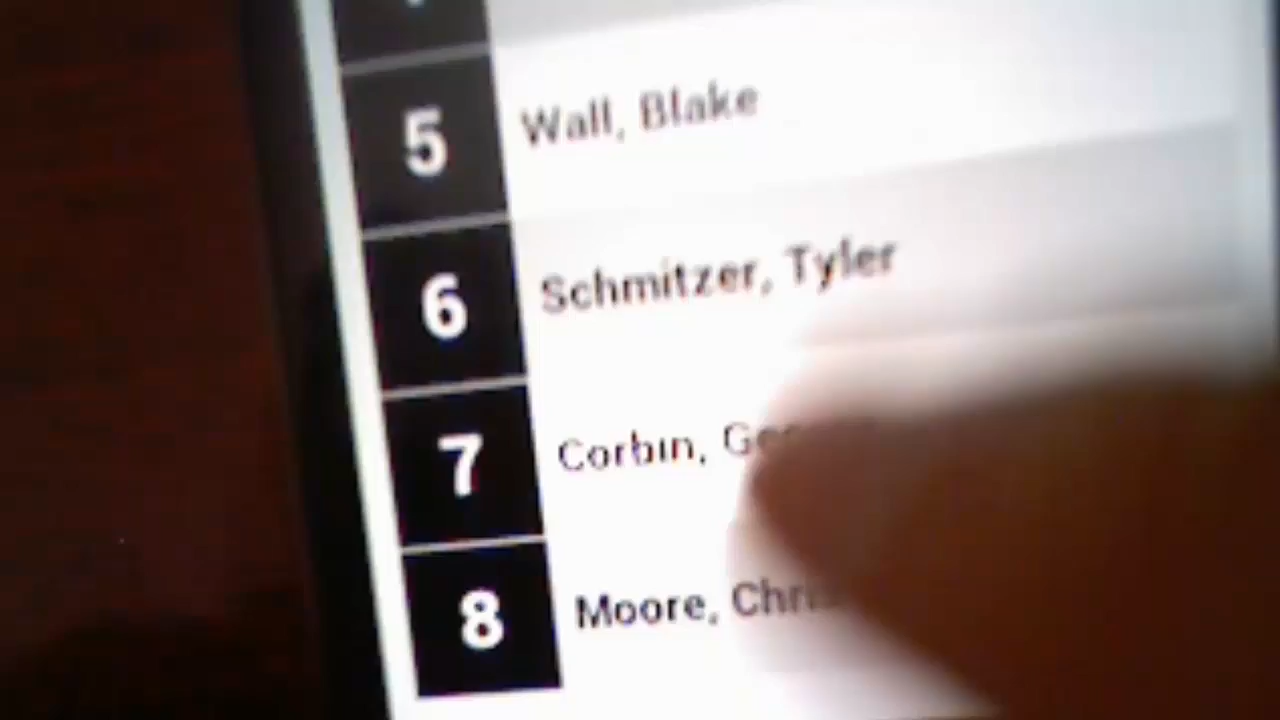 5 Wall, Blake
6 Schmitzer, Tyler
7 Corbin,
8 Moore,